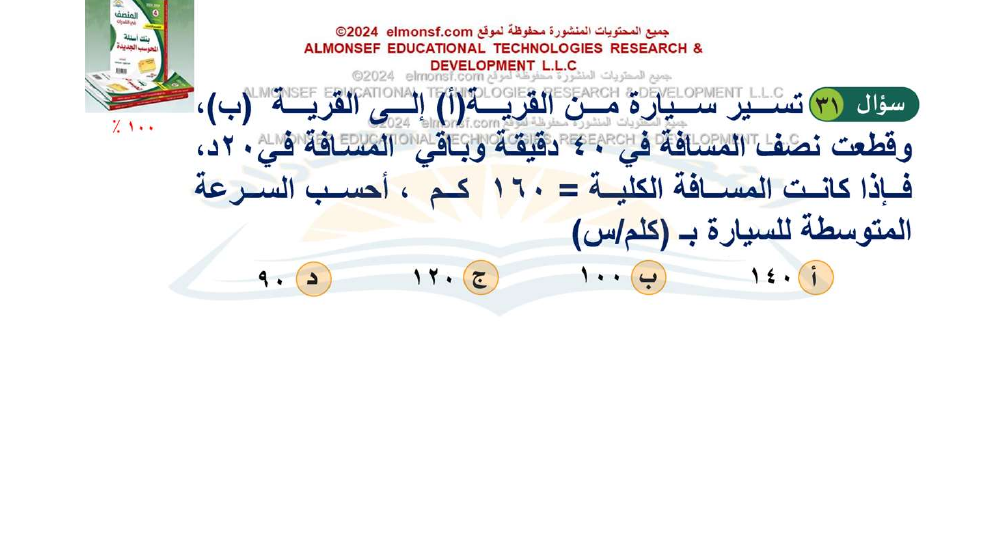 المنصف
في القدرات
بنك أسئلة
المحوسب الجديدة
٪ ١٠٠
جميع المحتويات المنشورة محفوظة لموقع elmonsf.com ©2024
ALMONSEF EDUCATIONAL TECHNOLOGIES RESEARCH &
DEVELOPMENT L.L.C
جميع المحتويات المنشورة محفوظة لموقع elmonsf.com ©2024
ALMONSEF EDUCATIONAL TECHNOLOGIES RESEARCH & DEVELOPMENT L.L.C
سؤال ٣١ تسير سيارة من القرية(أ) إلى القرية (ب)،
جميع المحتويات المنشورة محفوظة لموقع elmonsf.com ©2024
ALMONSEF EDUCATIONAL TECHNOLOGIES RESEARCH & DEVELOPMENT L.L.C
وقطعت نصف المسافة في ٤٠ دقيقة وباقي المسافة في٢٠د،
فإذا كانت المسافة الكلية = ١٦٠ كم ، أحسب السرعة
المتوسطة للسيارة بـ (كلم/س)
أ ١٤٠ ب ١٠٠ ج ١٢٠ د ٩٠